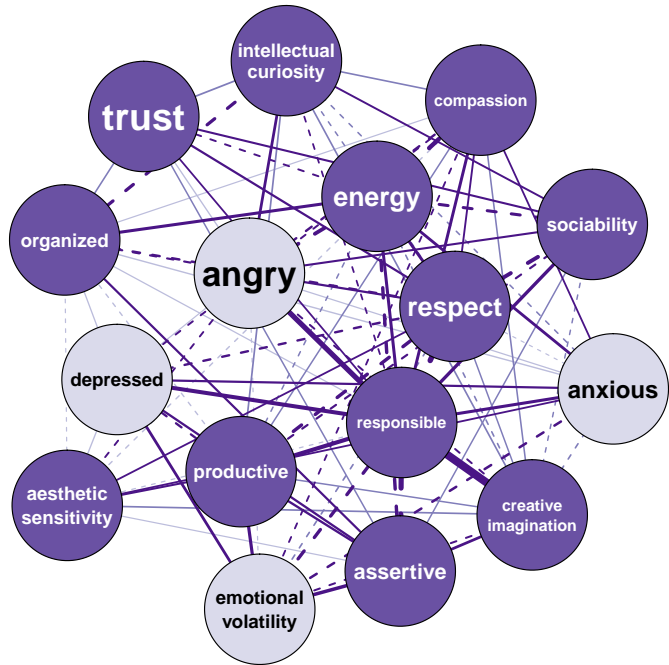 intellectual
curiosity
compassion
trust
energy
sociability
organized
angry
respect
depressed
anxious
responsible
productive
aesthetic
sensitivity
creative
imagination
assertive
emotional
volatility